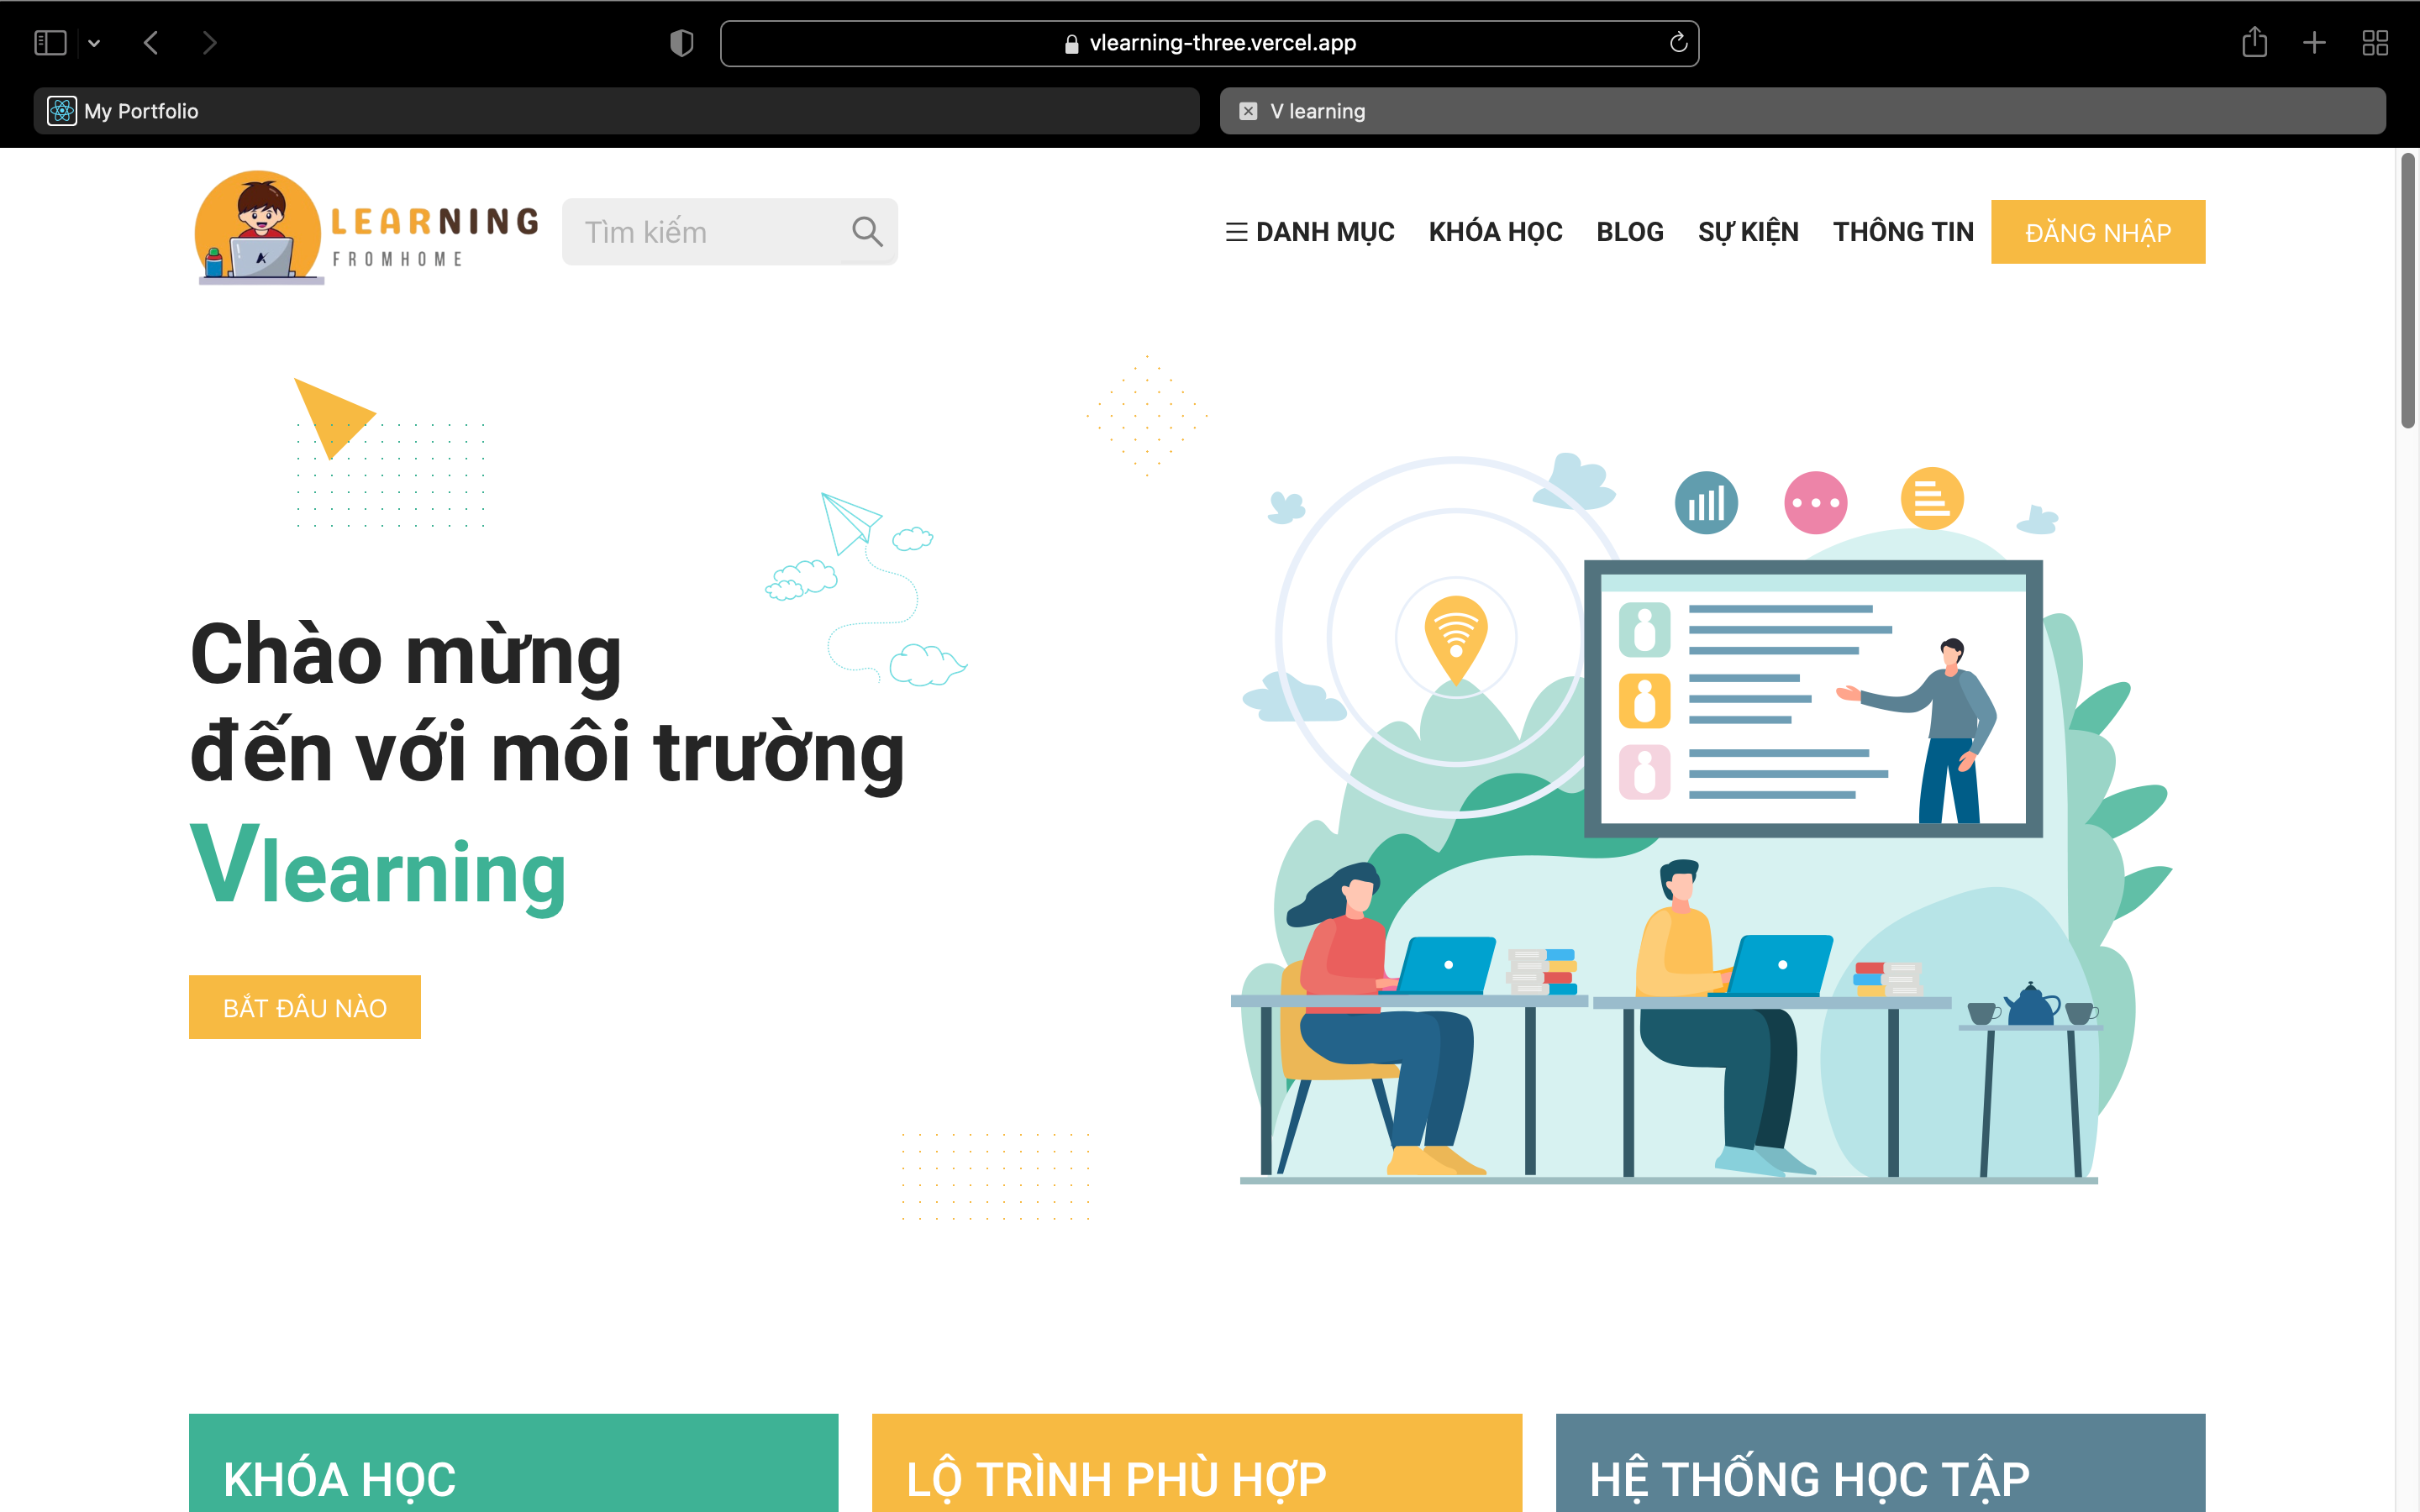 vlearning-three.vercel.app
My Portfolio
V learning
LEARNING
FROMHOME
Tìm kiếm
DANH MỤC KHÓA HỌC BLOG SỰ KIỆN THÔNG TIN ĐĂNG NHẬP
Chào mừng
đến với môi trường
Vlearning
BẮT ĐẦU NÀO
KHÓA HỌC
LỘ TRÌNH PHÙ HỢP
HỆ THỐNG HỌC TẬP